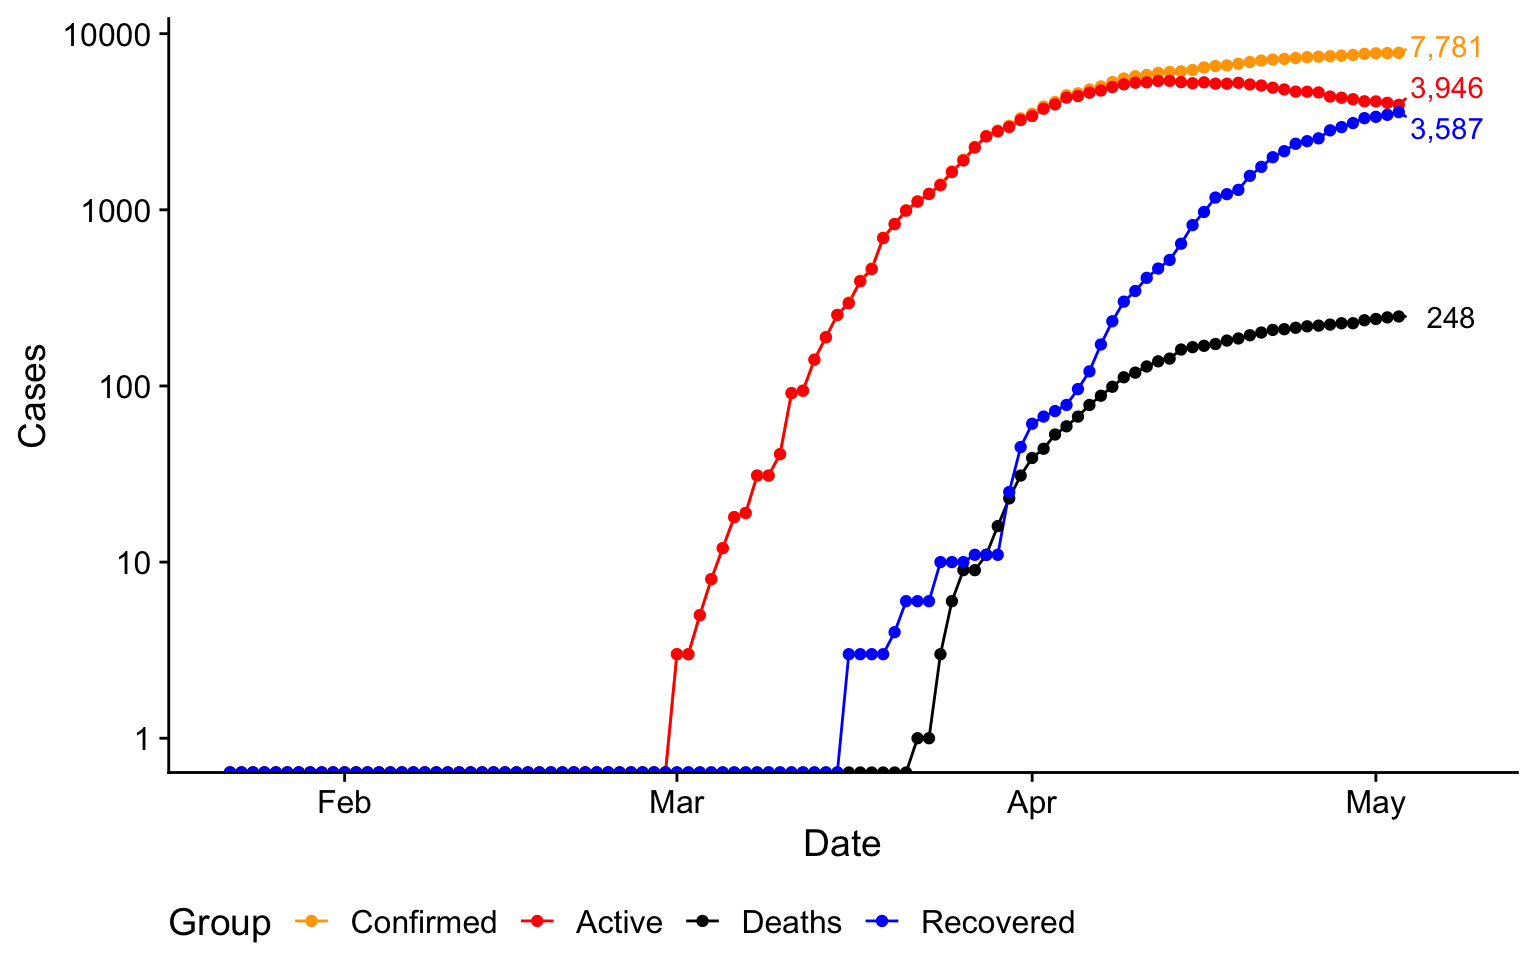 10000
1000
100
10
1
Cases
7,781
3,946
3,587
248
Feb Mar Apr May
Date
Group Confirmed Active Deaths Recovered